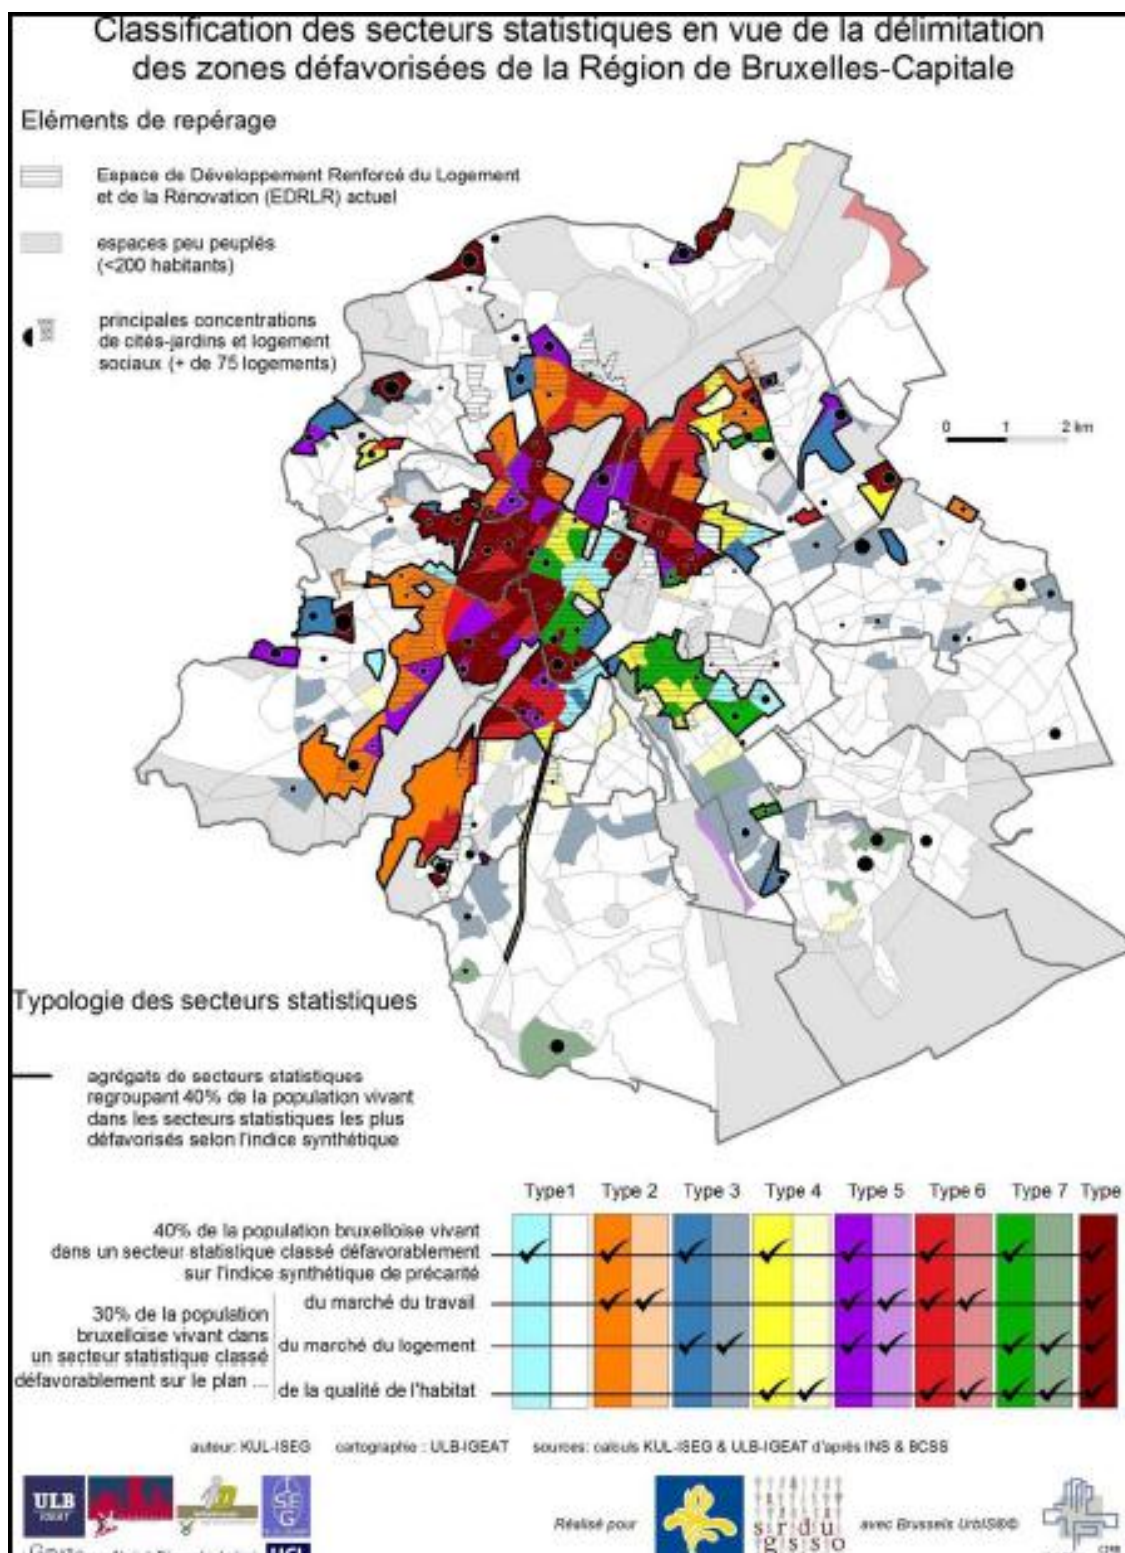 Classification des secteurs statistiques en vue de la délimitation
des zones défavorisées de la Région de Bruxelles-Capitale
Eléments de repérage
Espace de Développement Renforcé du Logement
et de la Rénovation (EDRLR) actuel
espaces peu peuplés
(<200 habitants)
principales concentrations
de cités-jardins et logement
sociaux (+ de 75 logements)
0 1 2 km
Typologie des secteurs statistiques
agrégats de secteurs statistiques
regroupant 40% de la population vivant
dans les secteurs statistiques les plus
défavorisés selon l'indice synthétique
Type1 Type 2 Type 3 Type 4 Type 5 Type 6 Type 7 Type
40% de la population bruxelloise vivant
dans un secteur statistique classé défavorablement
sur l'indice synthétique de précarité
30% de la population
bruxelloise vivant dans
un secteur statistique classé
défavorablement sur le plan ...
du marché du travail
du marché du logement
de la qualité de l'habitat
auteur: KUL-ISEG cartographie : ULB-IGEAT sources: calculs KUL-ISEG & ULB-IGEAT d'après INS & BCSS
ULB
IGEAT
ISEG
Réalisé pour
srdu
gsso
avec Brussels UrbIS®©
CIRB